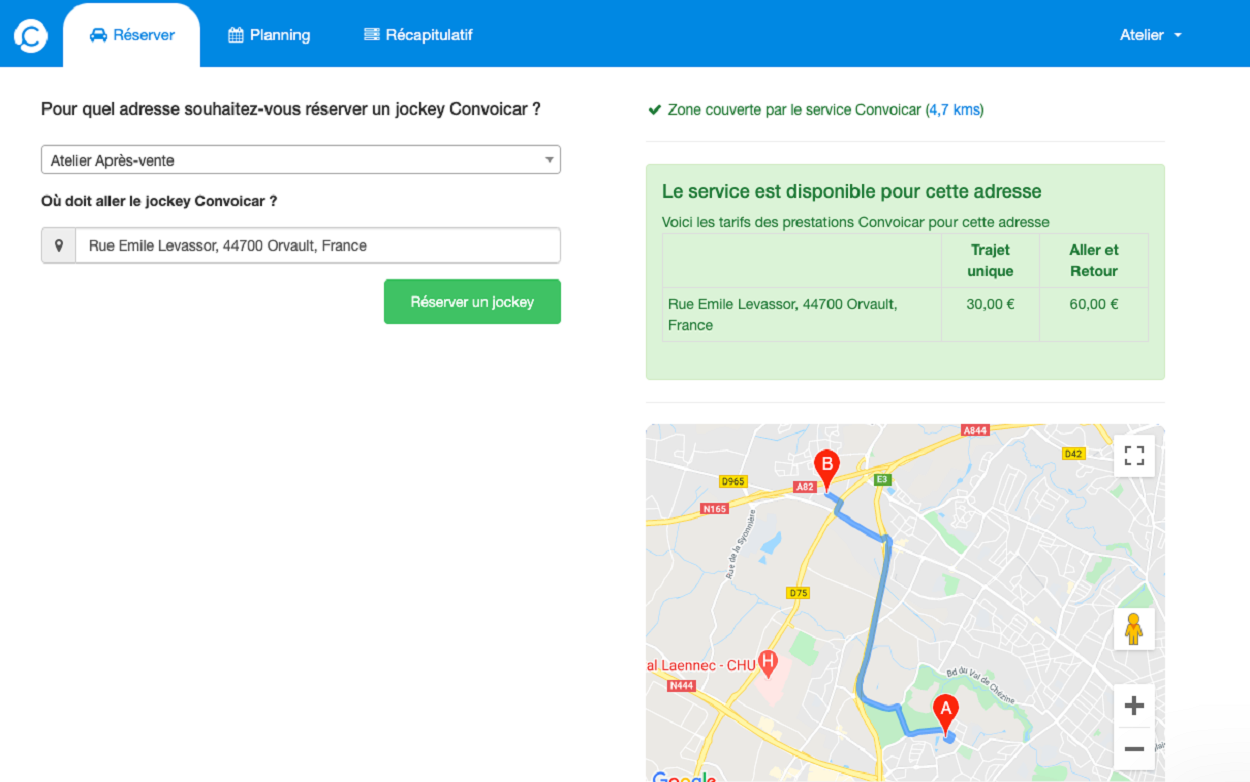 Réserver
Planning
Récapitulatif
Atelier
Pour quel adresse souhaitez-vous réserver un jockey Convoicar ?
Atelier Après-vente
Où doit aller le jockey Convoicar ?
Rue Emile Levassor, 44700 Orvault, France
Réserver un jockey
Zone couverte par le service Convoicar (4,7 kms)
Le service est disponible pour cette adresse
Voici les tarifs des prestations Convoicar pour cette adresse
Trajet unique
Aller et Retour
Rue Emile Levassor, 44700 Orvault,
France
30,00 €
60,00 €
A844
D42
B
E3
D965
A82
N165
Rue de la Syonnière
D75
al Laennec - CHU
H
N444
Bd du Val de Chézine
A
Google